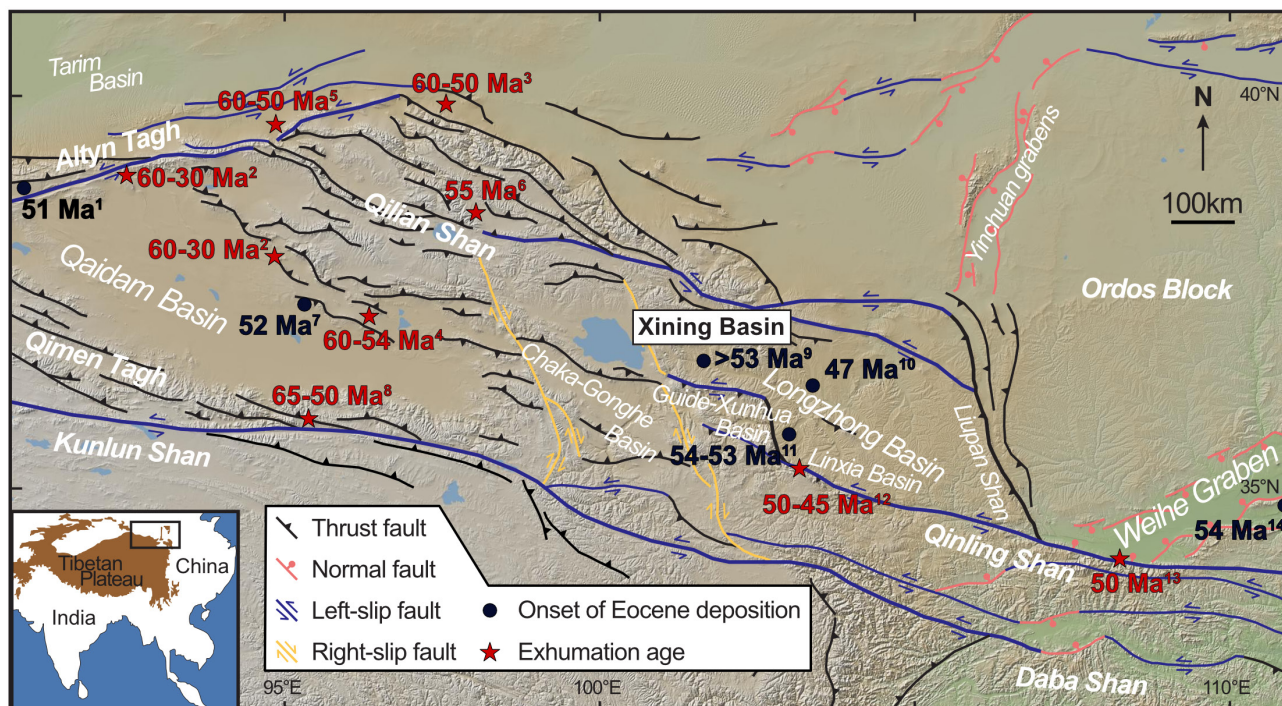 Tarim
Basin
60-50 Ma³
60-50 Ma⁵
40°N
N
Altyn Tagh
60-30 Ma²
51 Ma¹
55 Ma⁶
100km
Yinchuan grabens
Qilian Shan
60-30 Ma²
Qaidam Basin
Ordos Block
52 Ma⁷
60-54 Ma⁴
Xining Basin
>53 Ma⁹
47 Ma¹⁰
Qimen Tagh
65-50 Ma⁸
Chaka-Gonghe
Basin
Guide-Xunhua
Basin
Longzhong Basin
Liupan Shan
Kunlun Shan
54-53 Ma¹¹
Linxia Basin
50-45 Ma¹²
35°N
Weihe Graben
54 Ma¹⁴
Qinling Shan
50 Ma¹³
Tibetan
Plateau
China
India
Thrust fault
Normal fault
Left-slip fault
Right-slip fault
Onset of Eocene deposition
Exhumation age
Daba Shan
95°E
100°E
110°E